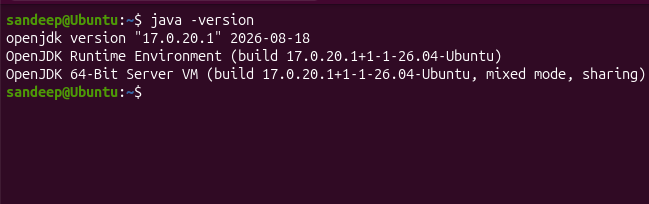 sandeep@Ubuntu:~$ java -version
openjdk version "17.0.20.1" 2026-08-18
OpenJDK Runtime Environment (build 17.0.20.1+1-1-26.04-Ubuntu)
OpenJDK 64-Bit Server VM (build 17.0.20.1+1-1-26.04-Ubuntu, mixed mode, sharing)
sandeep@Ubuntu:~$